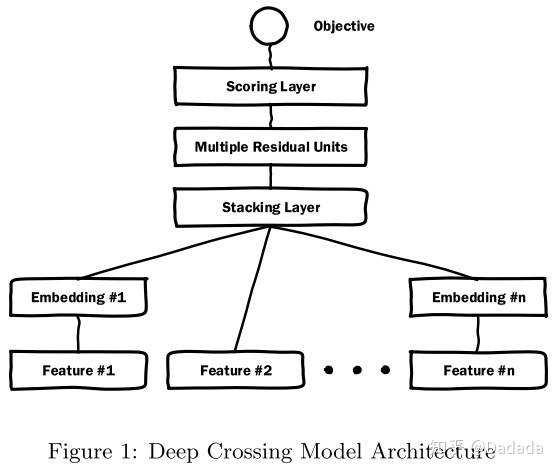 Objective
Scoring Layer
Multiple Residual Units
Stacking Layer
Embedding #1
Embedding #n
Feature #1
Feature #2
Feature #n
Figure 1: Deep Crossing Model Architecture
知乎 @Dadada